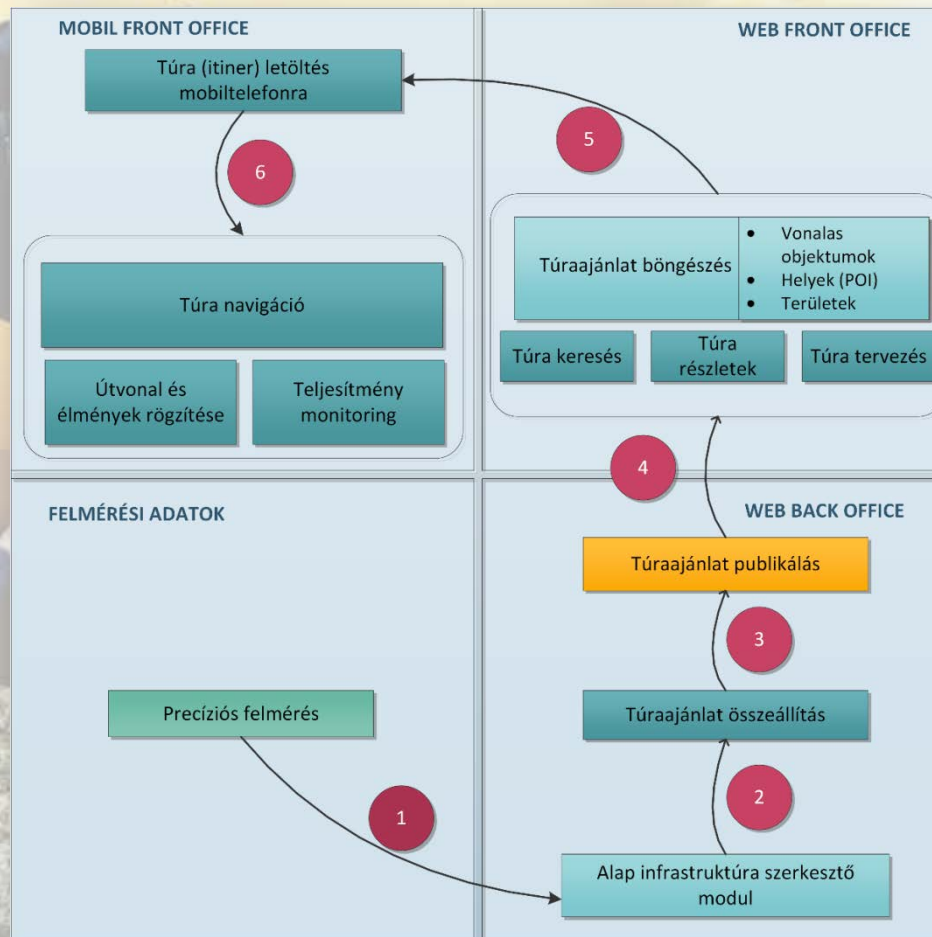 MOBIL FRONT OFFICE
Túra (itiner) letöltés
mobiltelefonra
6
Túra navigáció
Útvonal és
élmények rögzítése
Teljesítmény
monitoring
WEB FRONT OFFICE
5
Túraajánlat böngészés
• Vonalas
objektumok
• Helyek (POI)
• Területek
Túra keresés
Túra
részletek
Túra tervezés
4
FELMÉRÉSI ADATOK
Precíziós felmérés
1
WEB BACK OFFICE
Túraajánlat publikálás
3
Túraajánlat összeállítás
2
Alap infrastruktúra szerkesztő
modul